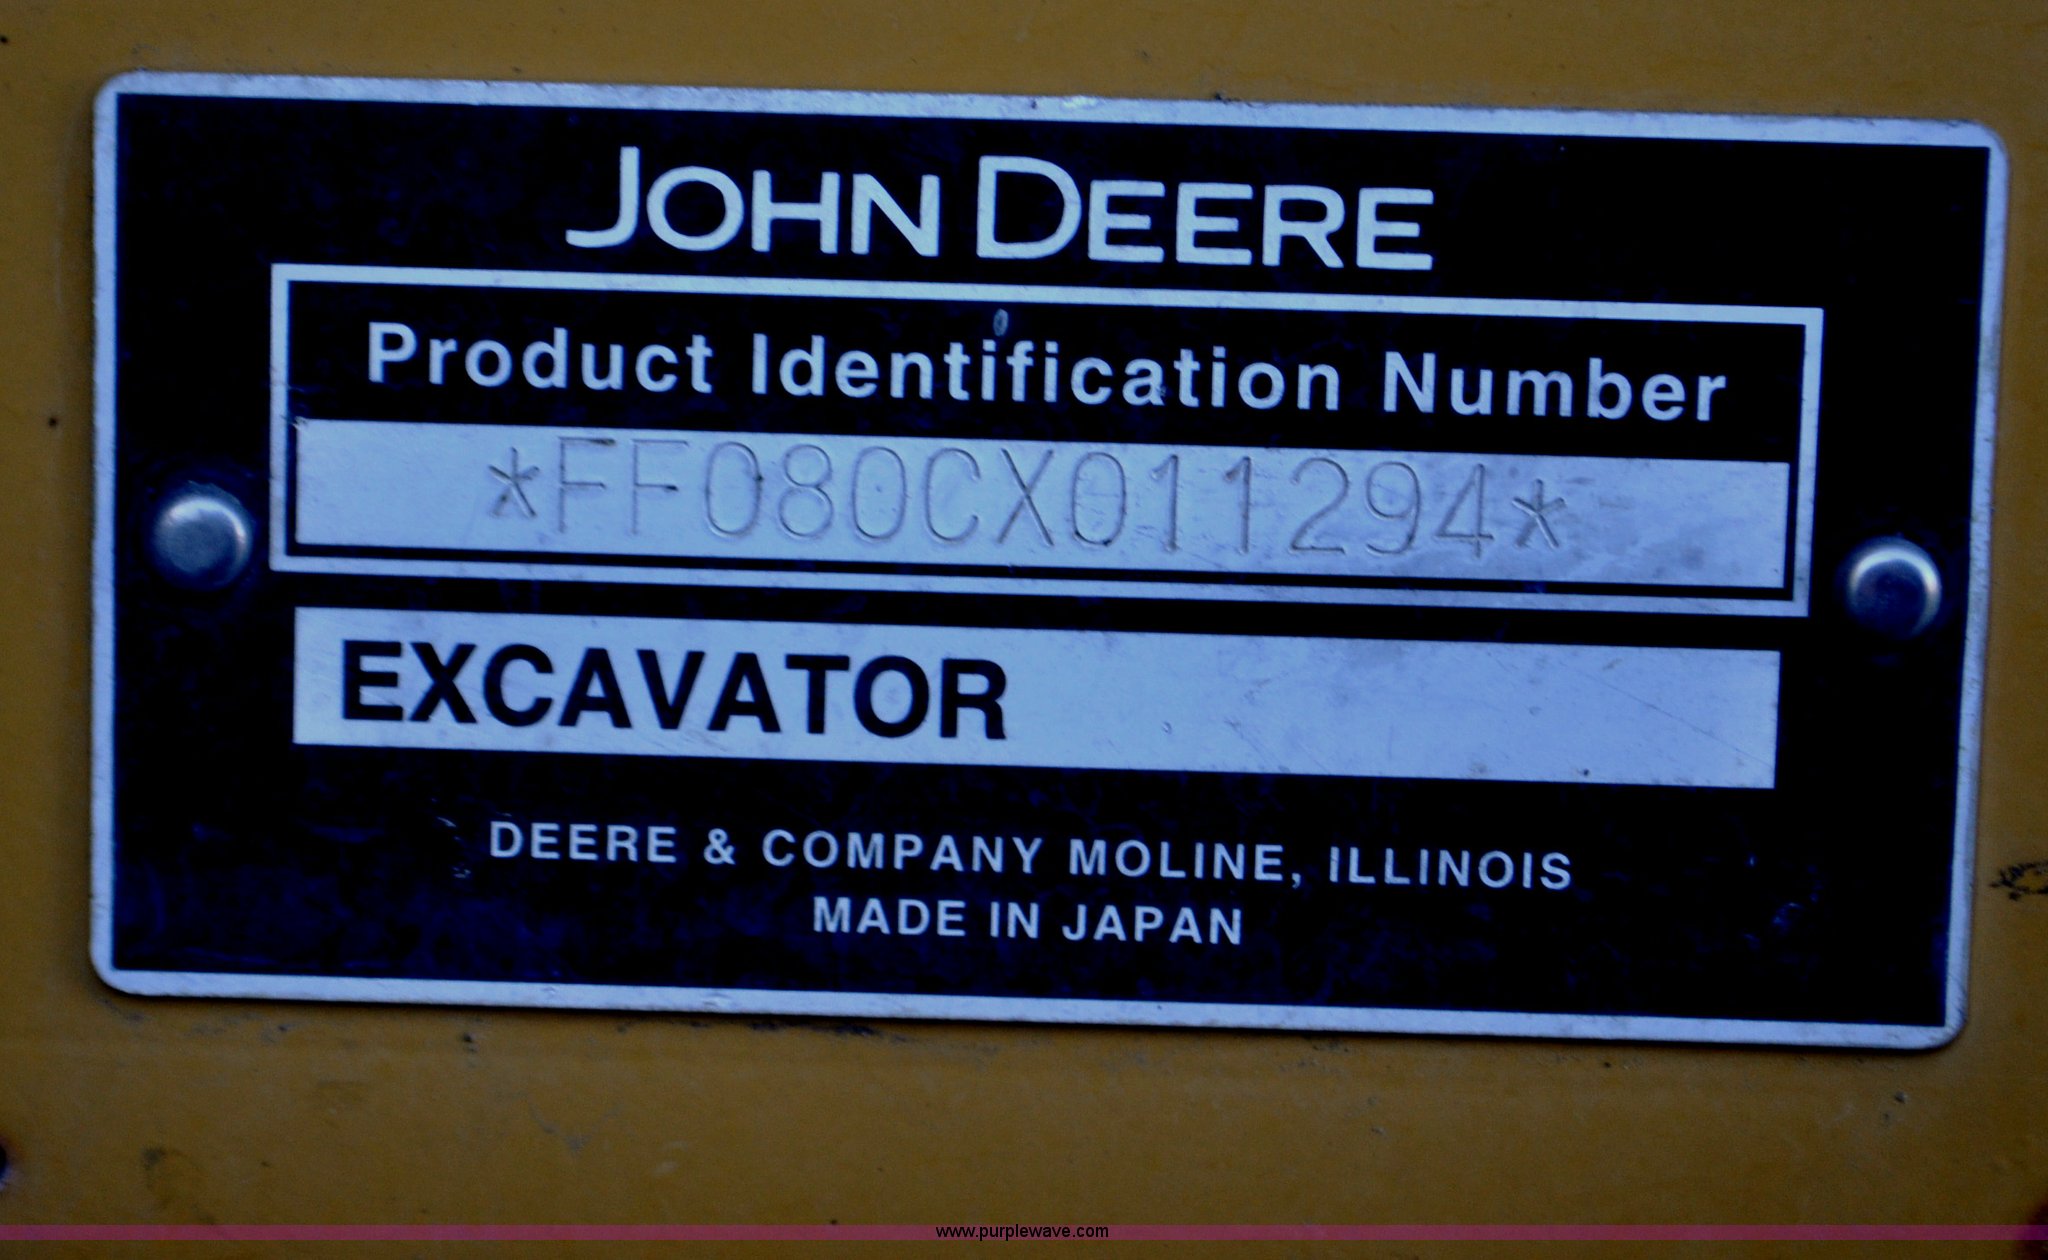 JOHN DEERE
Product Identification Number
*FF080CX011294*
EXCAVATOR
DEERE & COMPANY MOLINE, ILLINOIS
MADE IN JAPAN
www.purplewave.com